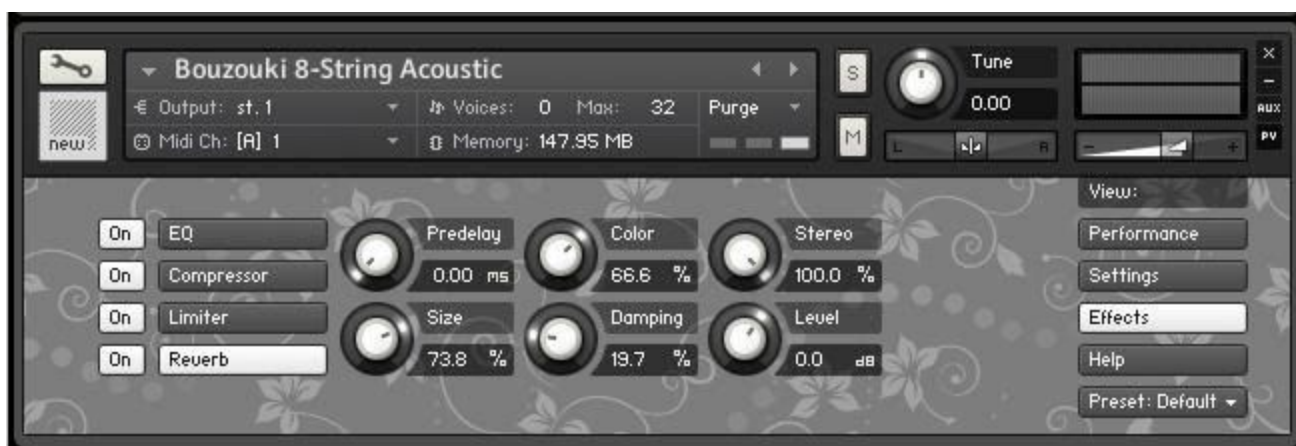 Bouzouki 8-String Acoustic
S
Tune
×
–
Output: st. 1
Voices: 0 Max: 32
Purge
0.00
AUX
new
Midi Ch: [A] 1
Memory: 147.95 MB
M
L
R
–
+
PV
View:
On EQ
Predelay
Color
Stereo
Performance
On Compressor
0.00 ms
66.6 %
100.0 %
Settings
On Limiter
Size
Damping
Level
Effects
On Reverb
73.8 %
19.7 %
0.0 dB
Help
Preset: Default